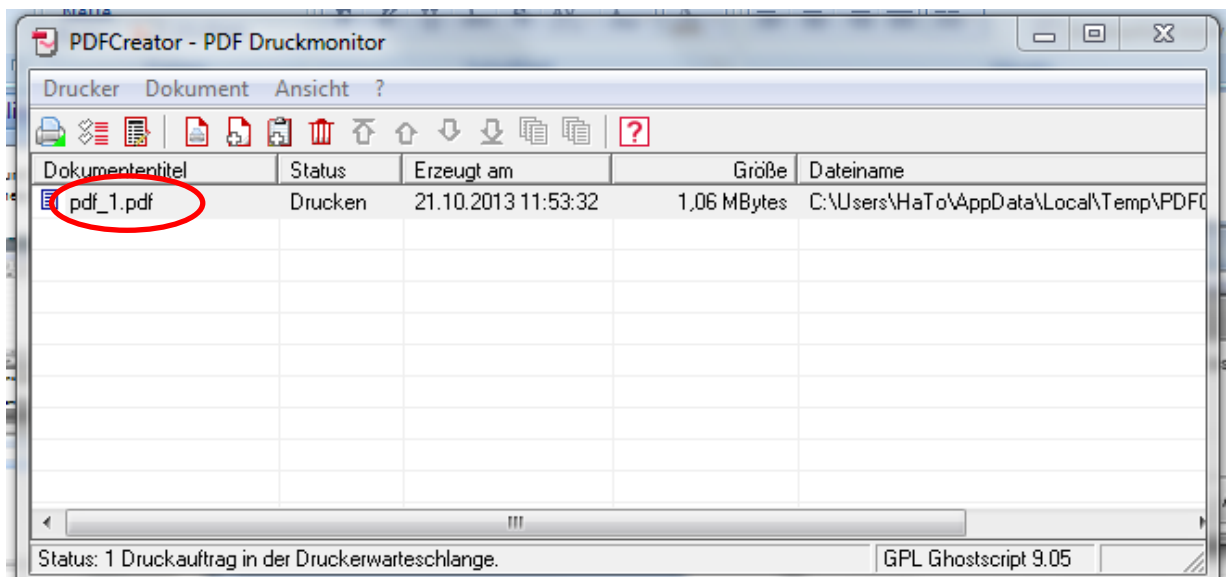 PDFCreator - PDF Druckmonitor
Drucker Dokument Ansicht ?
Dokumententitel Status Erzeugt am Größe Dateiname
pdf_1.pdf Drucken 21.10.2013 11:53:32 1,06 MBytes C:\Users\HaTo\AppData\Local\Temp\PDFC
Status: 1 Druckauftrag in der Druckerwarteschlange. GPL Ghostscript 9.05